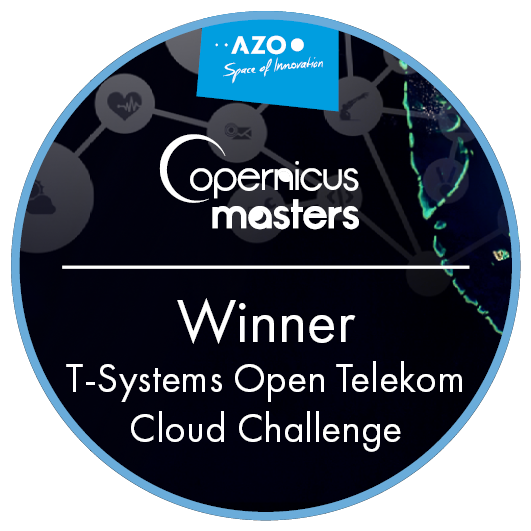 AZO
Space of Innovation
Copernicus
masters
Winner
T-Systems Open Telekom
Cloud Challenge